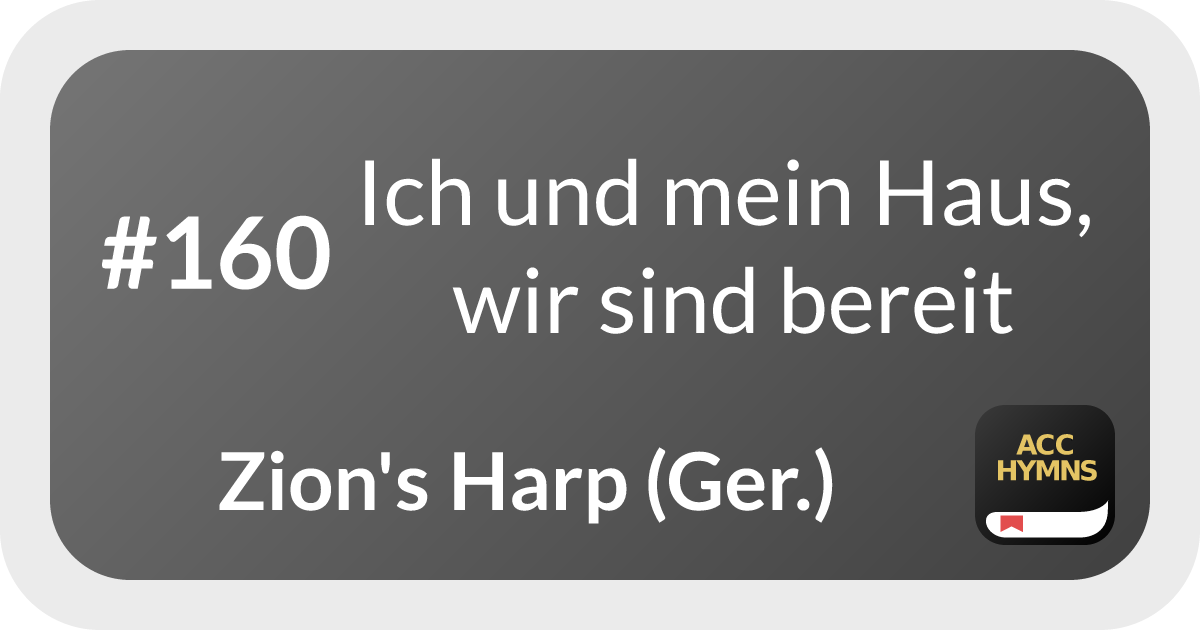 #160
Ich und mein Haus,
wir sind bereit
Zion's Harp (Ger.)
ACC
HYMNS